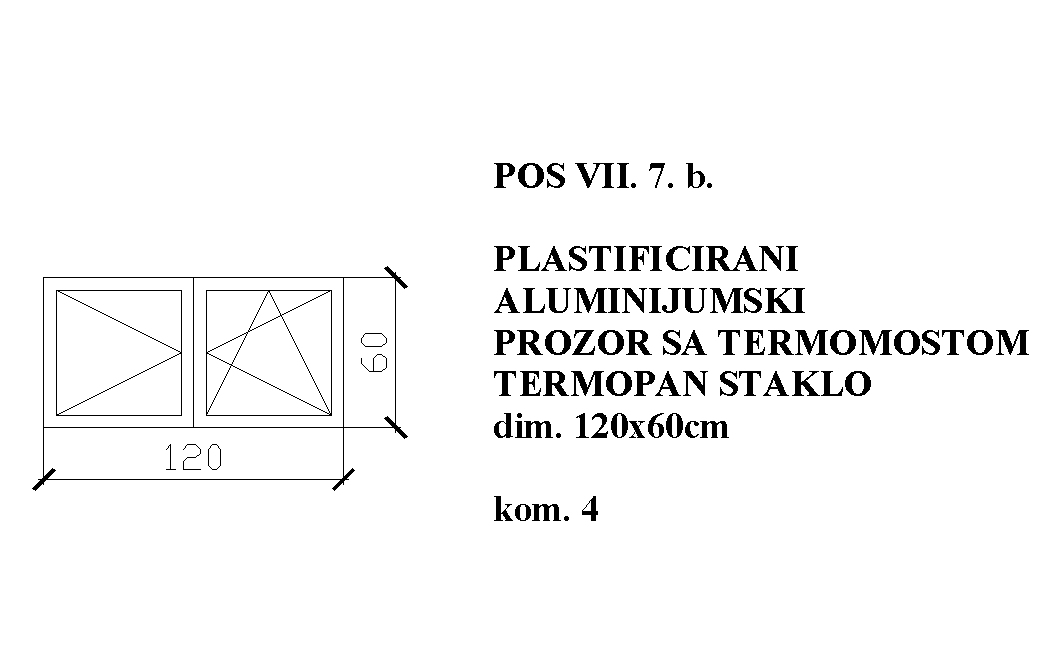 POS VII. 7. b.
PLASTIFICIRANI
ALUMINIJUMSKI
PROZOR SA TERMOMOSTOM
TERMOPAN STAKLO
dim. 120x60cm
kom. 4
60
120